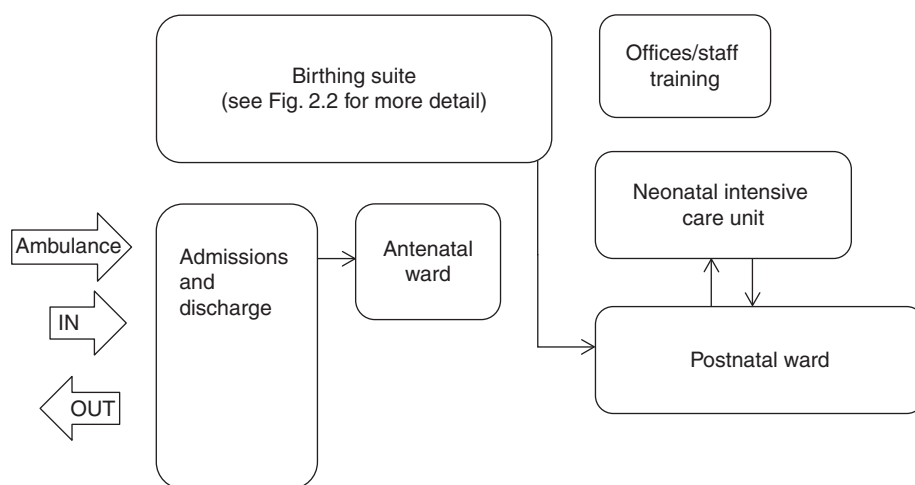 Birthing suite
(see Fig. 2.2 for more detail)
Offices/staff
training
Neonatal intensive
care unit
Ambulance
Admissions
and
discharge
Antenatal
ward
IN
Postnatal ward
OUT